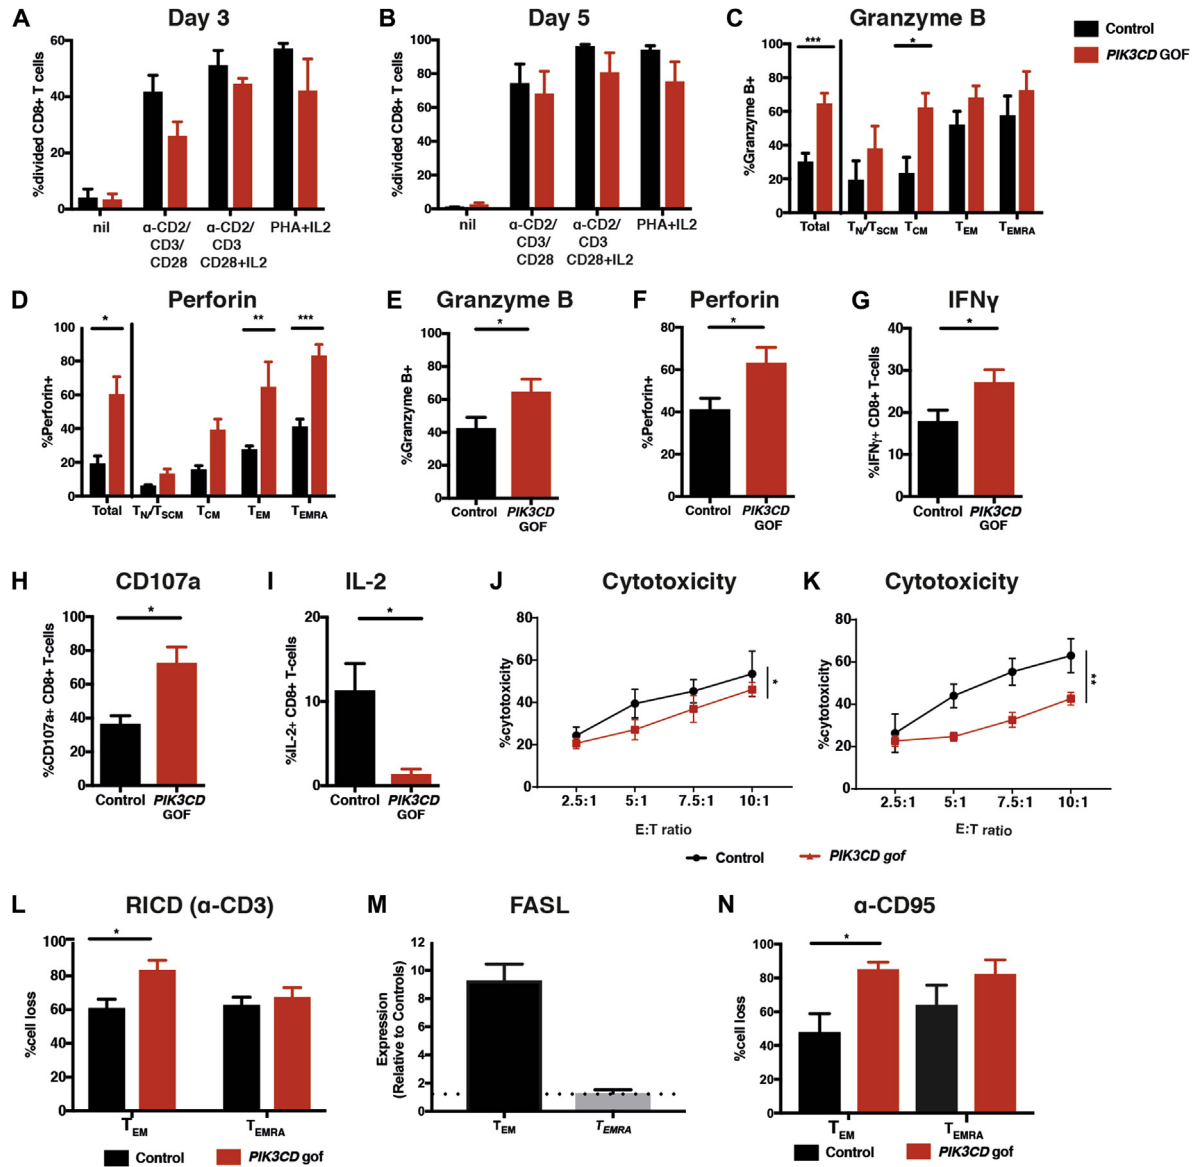 A Day 3
%divided CD8+ T cells
60
40
20
0
nil
α-CD2/
CD3/
CD28
α-CD2/
CD3
CD28+IL2
PHA+IL2
B Day 5
%divided CD8+ T cells
100
80
60
40
20
0
nil
α-CD2/
CD3/
CD28
α-CD2/
CD3
CD28+IL2
PHA+IL2
C Granzyme B
%Granzyme B+
100
80
60
40
20
0
***
*
Total TN/TSCM TCM TEM TEMRA
Control
PIK3CD GOF
D Perforin
%Perforin+
100
80
60
40
20
0
* ** ***
Total TN/TSCM TCM TEM TEMRA
E Granzyme B
%Granzyme B+
100
80
60
40
20
0
*
Control PIK3CD
GOF
F Perforin
%Perforin+
80
60
40
20
0
*
Control PIK3CD
GOF
G IFNγ
%IFNγ+ CD8+ T-cells
40
30
20
10
0
*
Control PIK3CD
GOF
H CD107a
%CD107a+ CD8+ T-cells
100
80
60
40
20
0
*
Control PIK3CD
GOF
I IL-2
%IL-2+ CD8+ T-cells
20
10
0
*
Control PIK3CD
GOF
J Cytotoxicity
%cytotoxicity
80
60
40
20
0
*
2.5:1 5:1 7.5:1 10:1
E:T ratio
K Cytotoxicity
%cytotoxicity
80
60
40
20
0
**
2.5:1 5:1 7.5:1 10:1
E:T ratio
Control PIK3CD gof
L RICD (α-CD3)
%cell loss
100
80
60
40
20
0
*
TEM TEMRA
Control PIK3CD gof
M FASL
Expression
(Relative to Controls)
12
10
8
6
4
2
0
TEM TEMRA
N α-CD95
%cell loss
100
80
60
40
20
0
*
TEM TEMRA
Control PIK3CD gof